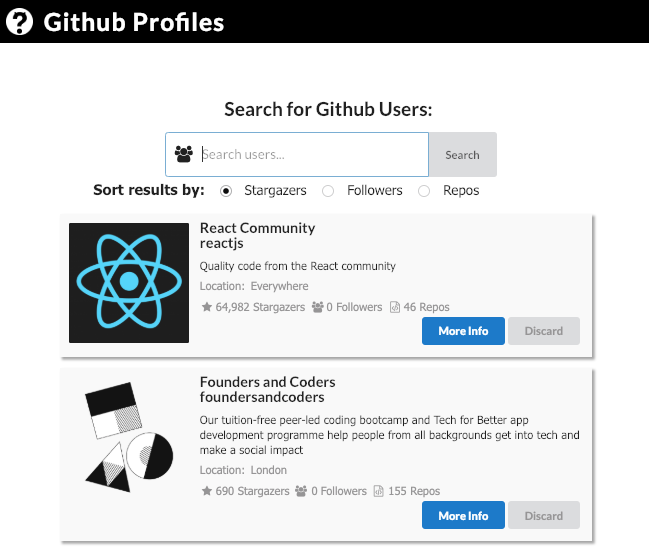 Github Profiles
Search for Github Users:
Search users...
Search
Sort results by: Stargazers Followers Repos
React Community
reactjs
Quality code from the React community
Location: Everywhere
64,982 Stargazers 0 Followers 46 Repos
More Info Discard
Founders and Coders
foundersandcoders
Our tuition-free peer-led coding bootcamp and Tech for Better app
development programme help people from all backgrounds get into tech and
make a social impact
Location: London
690 Stargazers 0 Followers 155 Repos
More Info Discard